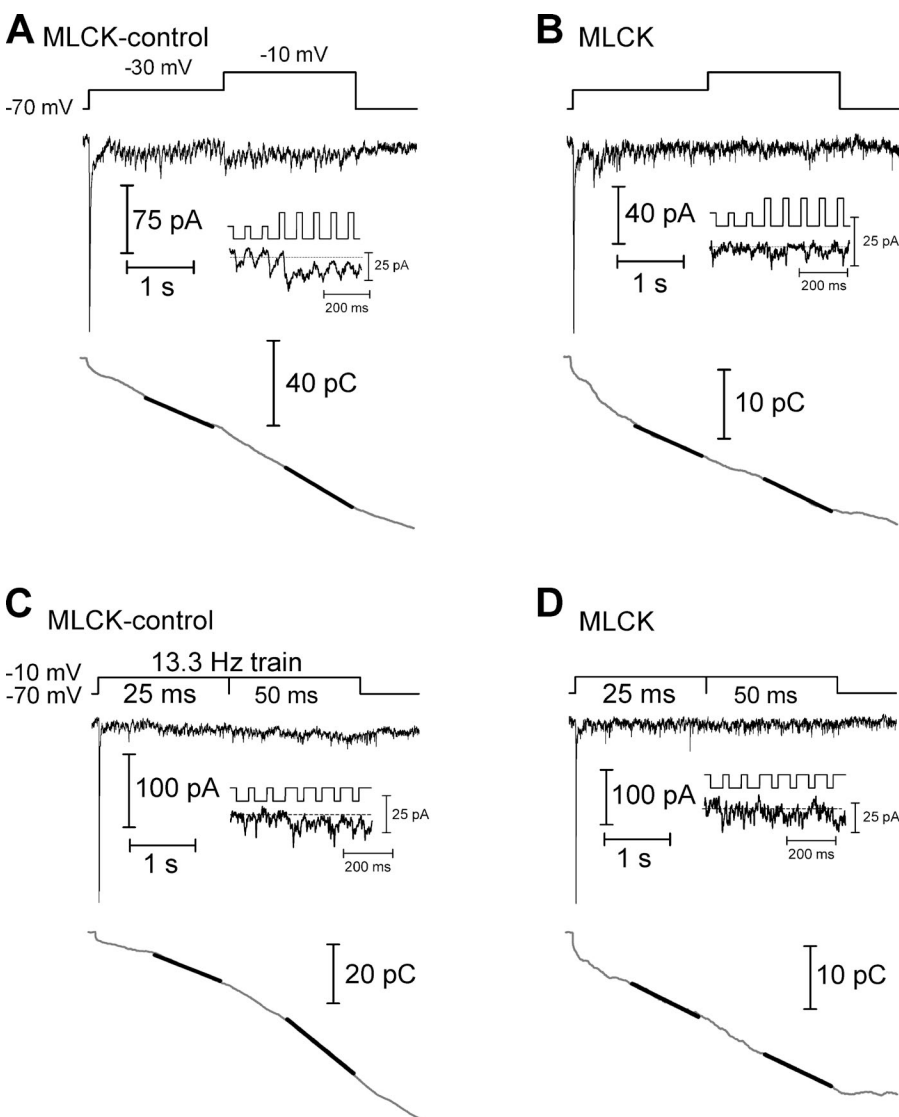 A MLCK-control
-30 mV
-10 mV
-70 mV
75 pA
1 s
25 pA
200 ms
40 pC
B MLCK
40 pA
1 s
25 pA
200 ms
10 pC
C MLCK-control
-10 mV
-70 mV
13.3 Hz train
25 ms
50 ms
100 pA
1 s
25 pA
200 ms
20 pC
D MLCK
25 ms
50 ms
100 pA
1 s
25 pA
200 ms
10 pC